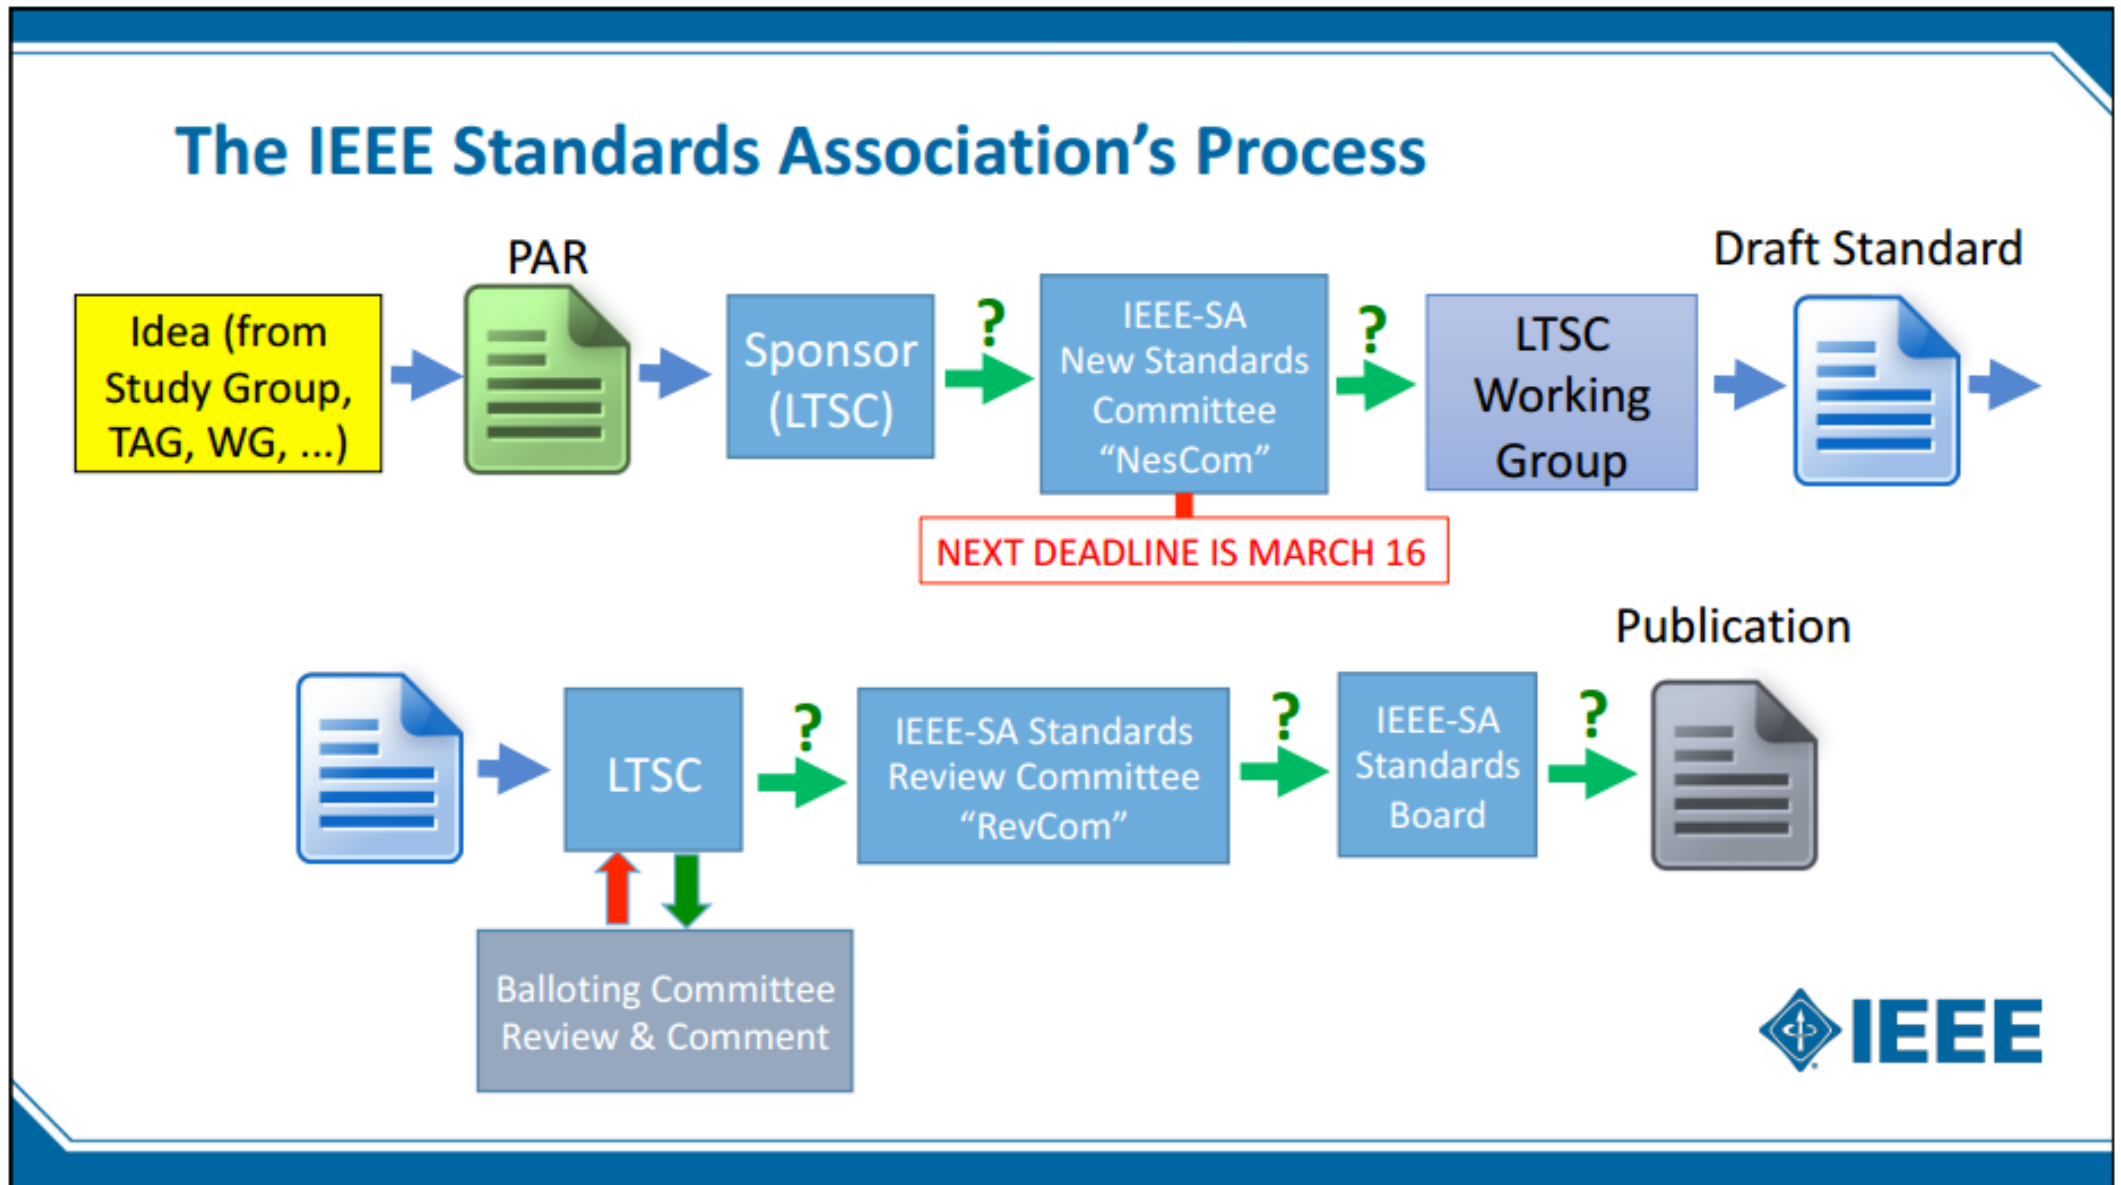 The IEEE Standards Association’s Process
PAR
Draft Standard
Idea (from
Study Group,
TAG, WG, ...)
Sponsor
(LTSC)
?
IEEE-SA
New Standards
Committee
“NesCom”
?
LTSC
Working
Group
NEXT DEADLINE IS MARCH 16
Publication
LTSC
?
IEEE-SA Standards
Review Committee
“RevCom”
?
IEEE-SA
Standards
Board
?
Balloting Committee
Review & Comment
IEEE